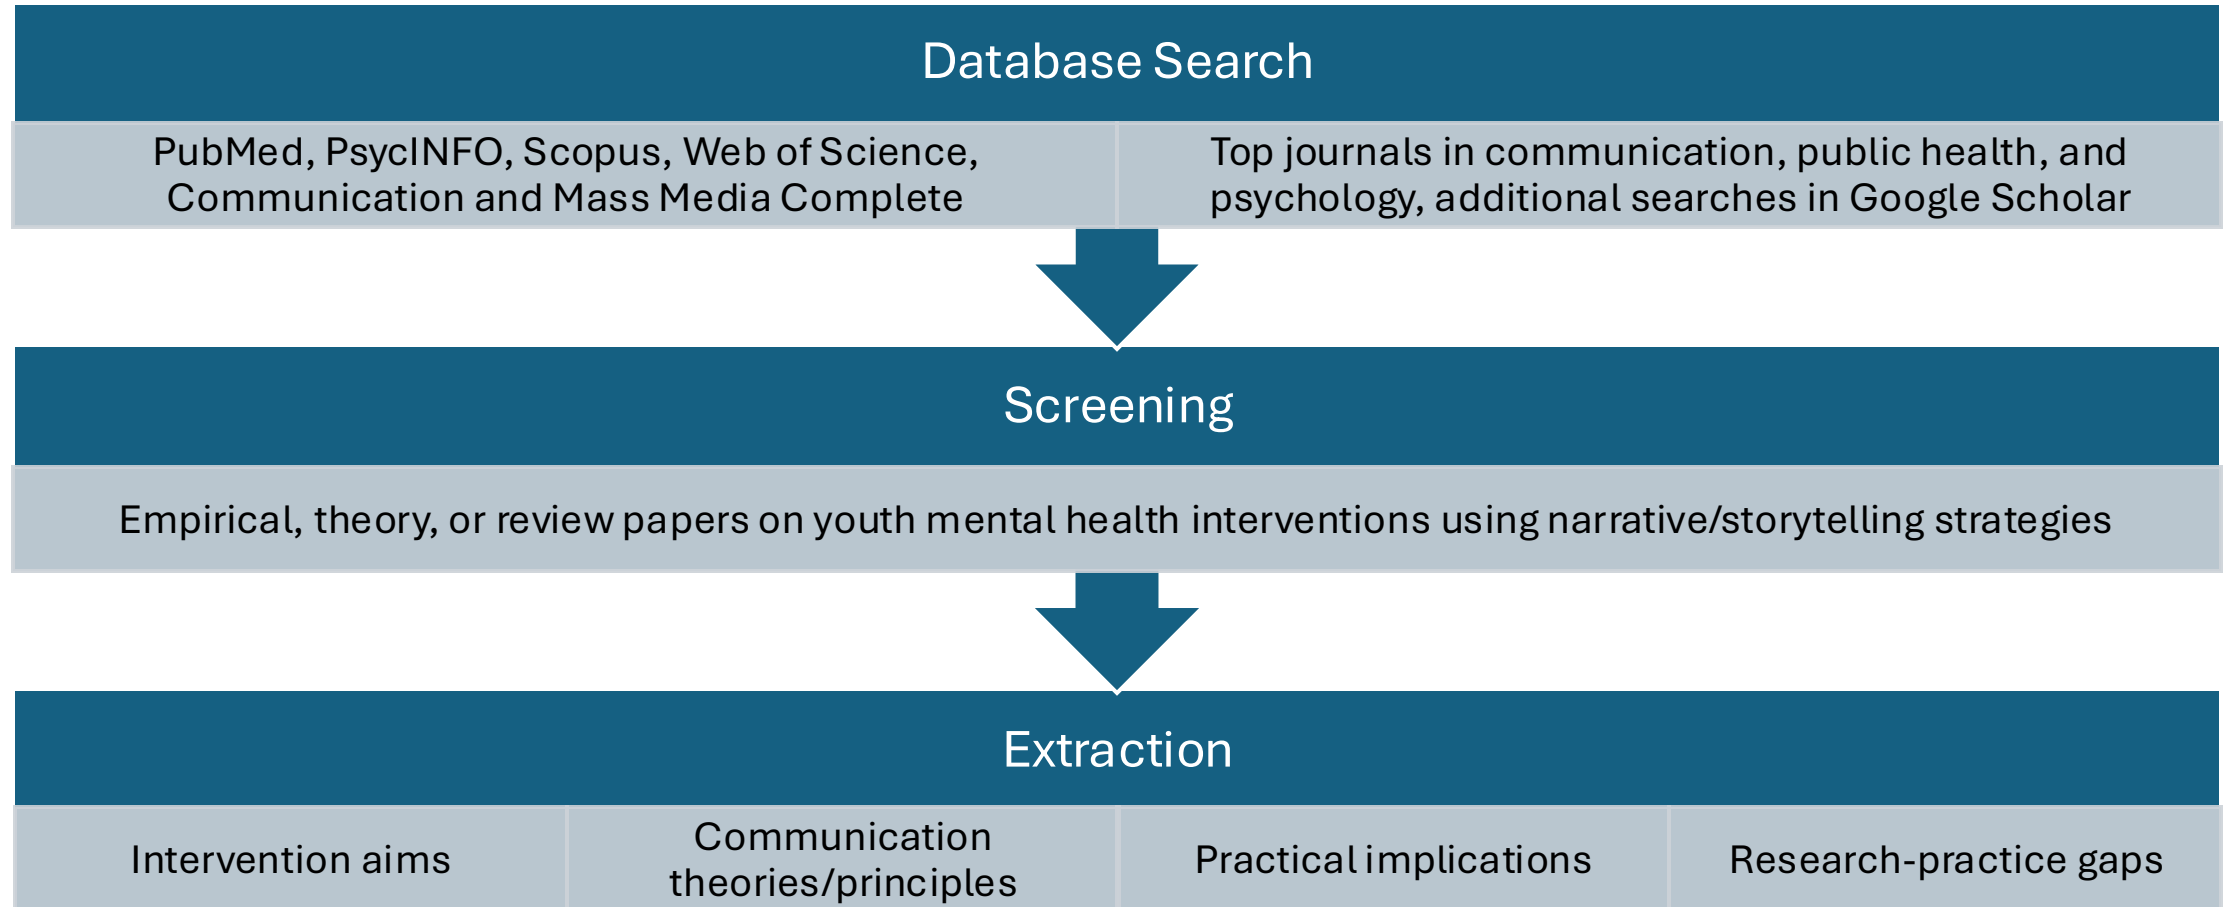 Database Search
PubMed, PsycINFO, Scopus, Web of Science,
Communication and Mass Media Complete
Top journals in communication, public health, and
psychology, additional searches in Google Scholar
Screening
Empirical, theory, or review papers on youth mental health interventions using narrative/storytelling strategies
Extraction
Intervention aims
Communication
theories/principles
Practical implications
Research-practice gaps